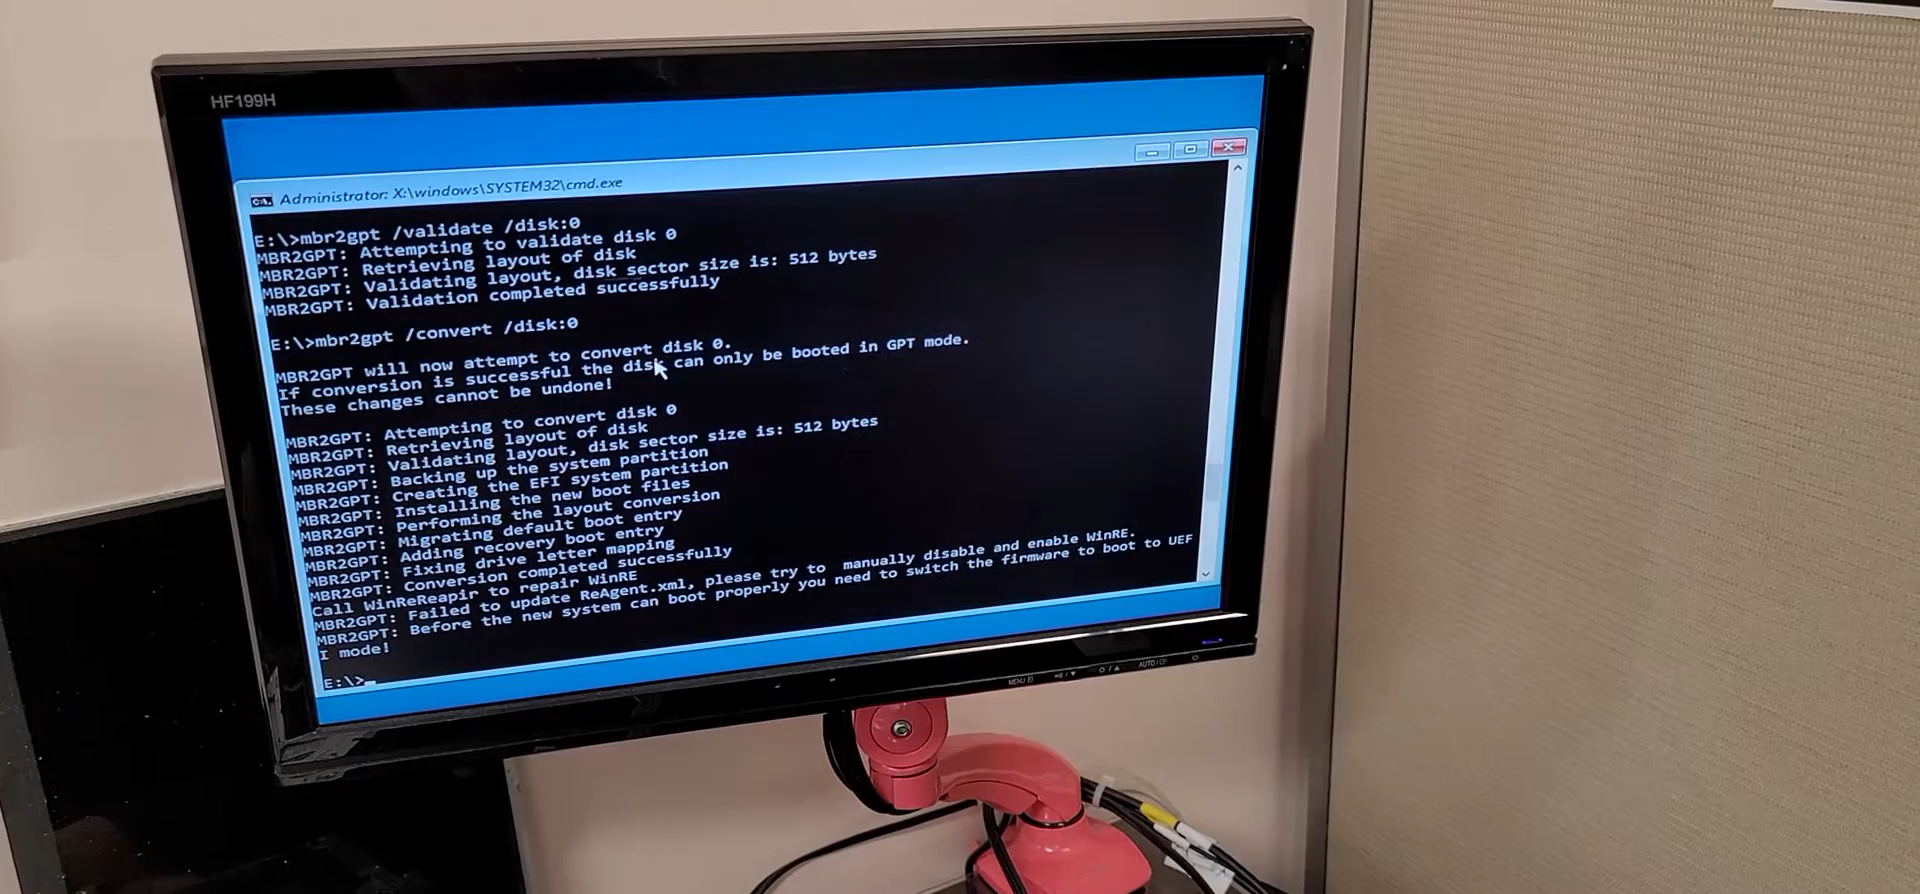 HF199H
Administrator: X:\windows\SYSTEM32\cmd.exe
E:\>mbr2gpt /validate /disk:0
MBR2GPT: Attempting to validate disk 0
MBR2GPT: Retrieving layout of disk
MBR2GPT: Validating layout, disk sector size is: 512 bytes
MBR2GPT: Validation completed successfully
E:\>mbr2gpt /convert /disk:0
MBR2GPT will now attempt to convert disk 0.
If conversion is successful the disk can only be booted in GPT mode.
These changes cannot be undone!
MBR2GPT: Attempting to convert disk 0
MBR2GPT: Retrieving layout of disk
MBR2GPT: Validating layout, disk sector size is: 512 bytes
MBR2GPT: Backing up the system partition
MBR2GPT: Creating the EFI system partition
MBR2GPT: Installing the new boot files
MBR2GPT: Performing the layout conversion
MBR2GPT: Migrating default boot entry
MBR2GPT: Adding recovery boot entry
MBR2GPT: Fixing drive letter mapping
MBR2GPT: Conversion completed successfully
Call WinReReapir to repair WinRE
MBR2GPT: Failed to update ReAgent.xml, please try to  manually disable and enable WinRE.
MBR2GPT: Before the new system can boot properly you need to switch the firmware to boot to UEF
I mode!
E:\>
MENU
AUTO